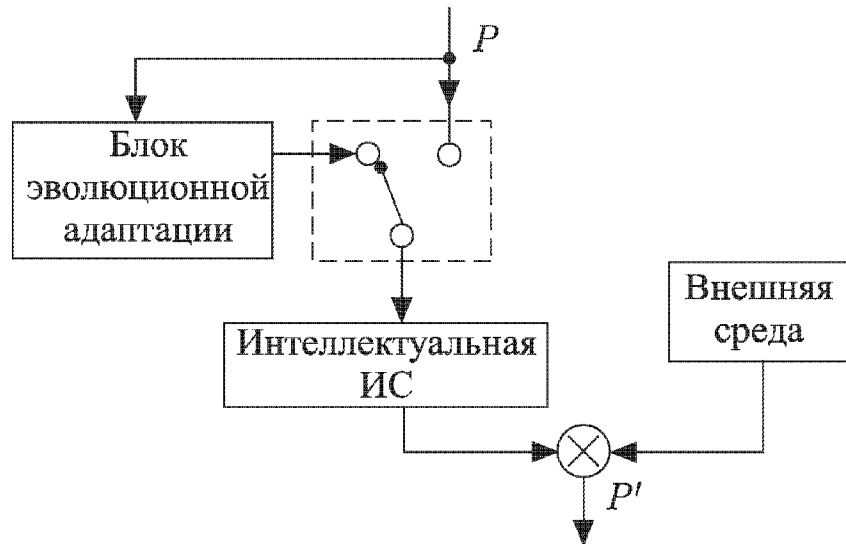 P
Блок
эволюционной
адаптации
Внешняя
среда
Интеллектуальная
ИС
P'